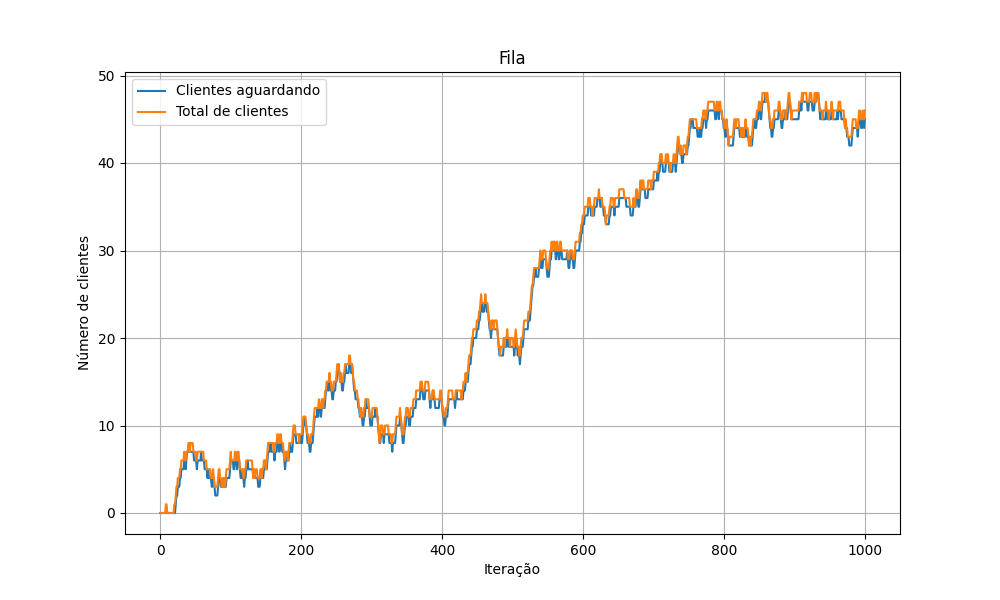 Fila
Clientes aguardando
Total de clientes
50
40
30
20
10
0
Número de clientes
0 200 400 600 800 1000
Iteração